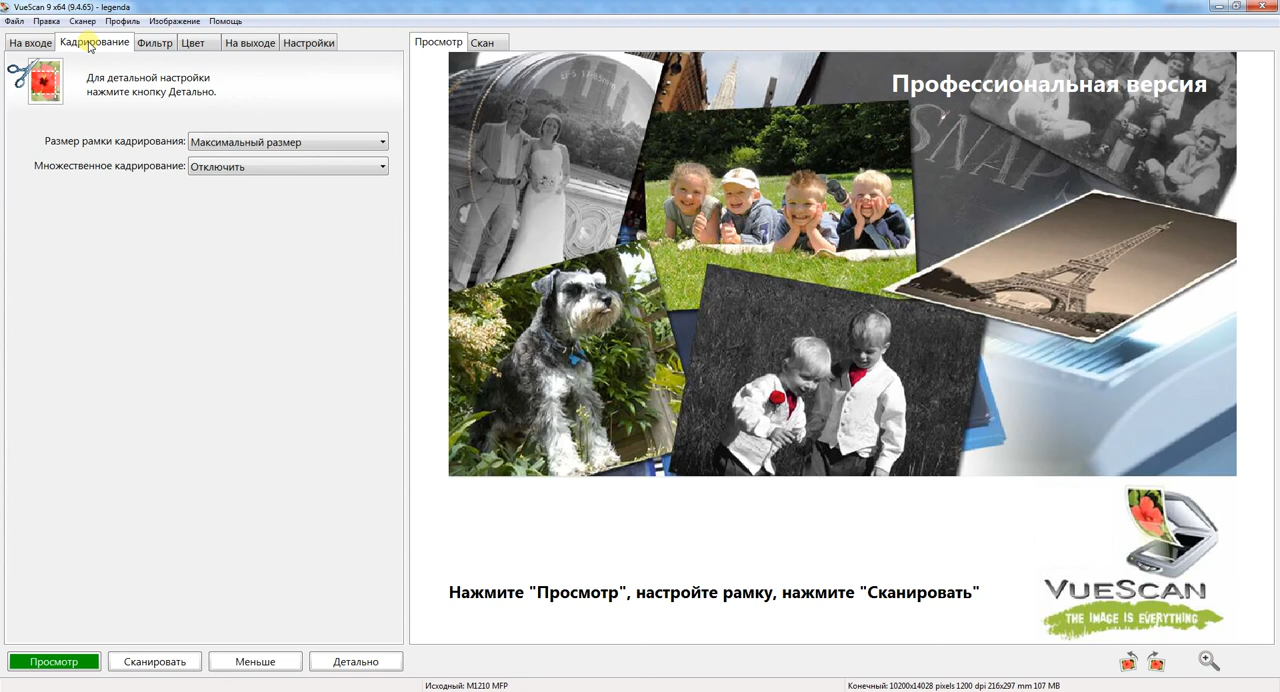 VueScan 9 x64 (9.4.65) - legenda
Файл Правка Сканер Профиль Изображение Помощь
На входе Кадрирование Фильтр Цвет На выходе Настройки
Просмотр Скан
Для детальной настройки
нажмите кнопку Детально.
Размер рамки кадрирования: Максимальный размер
Множественное кадрирование: Отключить
Профессиональная версия
SNAP
Нажмите "Просмотр", настройте рамку, нажмите "Сканировать"
VUESCAN
THE IMAGE IS EVERYTHING
Просмотр Сканировать Меньше Детально
Исходный: M1210 MFP
Конечный: 10200x14028 pixels 1200 dpi 216x297 mm 107 MB